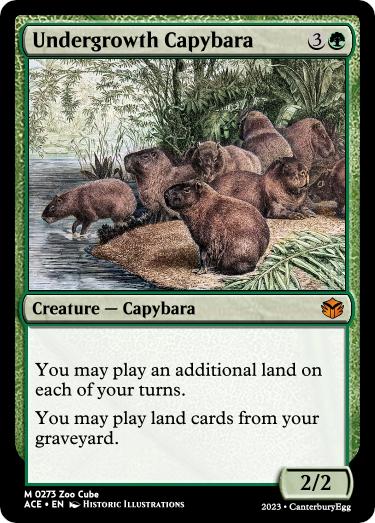 Undergrowth Capybara 3
Creature — Capybara
You may play an additional land on
each of your turns.
You may play land cards from your
graveyard.
2/2
M 0273 Zoo Cube
ACE • EN Historic Illustrations
2023 • CanterburyEgg